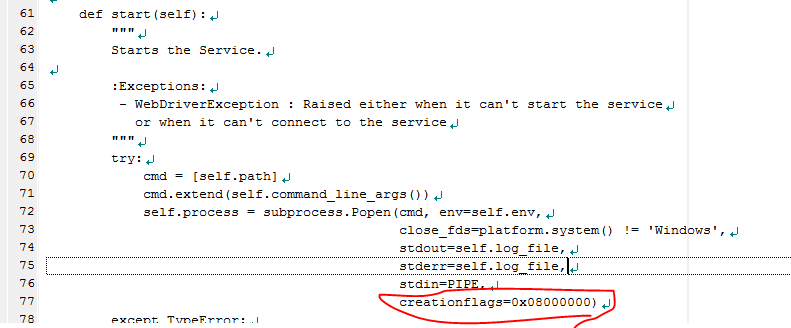 61 def start(self):
62 """
63 Starts the Service.
64
65 :Exceptions:
66 - WebDriverException : Raised either when it can't start the service
67 or when it can't connect to the service
68 """
69 try:
70 cmd = [self.path]
71 cmd.extend(self.command_line_args())
72 self.process = subprocess.Popen(cmd, env=self.env,
73 close_fds=platform.system() != 'Windows',
74 stdout=self.log_file,
75 stderr=self.log_file,
76 stdin=PIPE,
77 creationflags=0x08000000)
78 except TypeError: